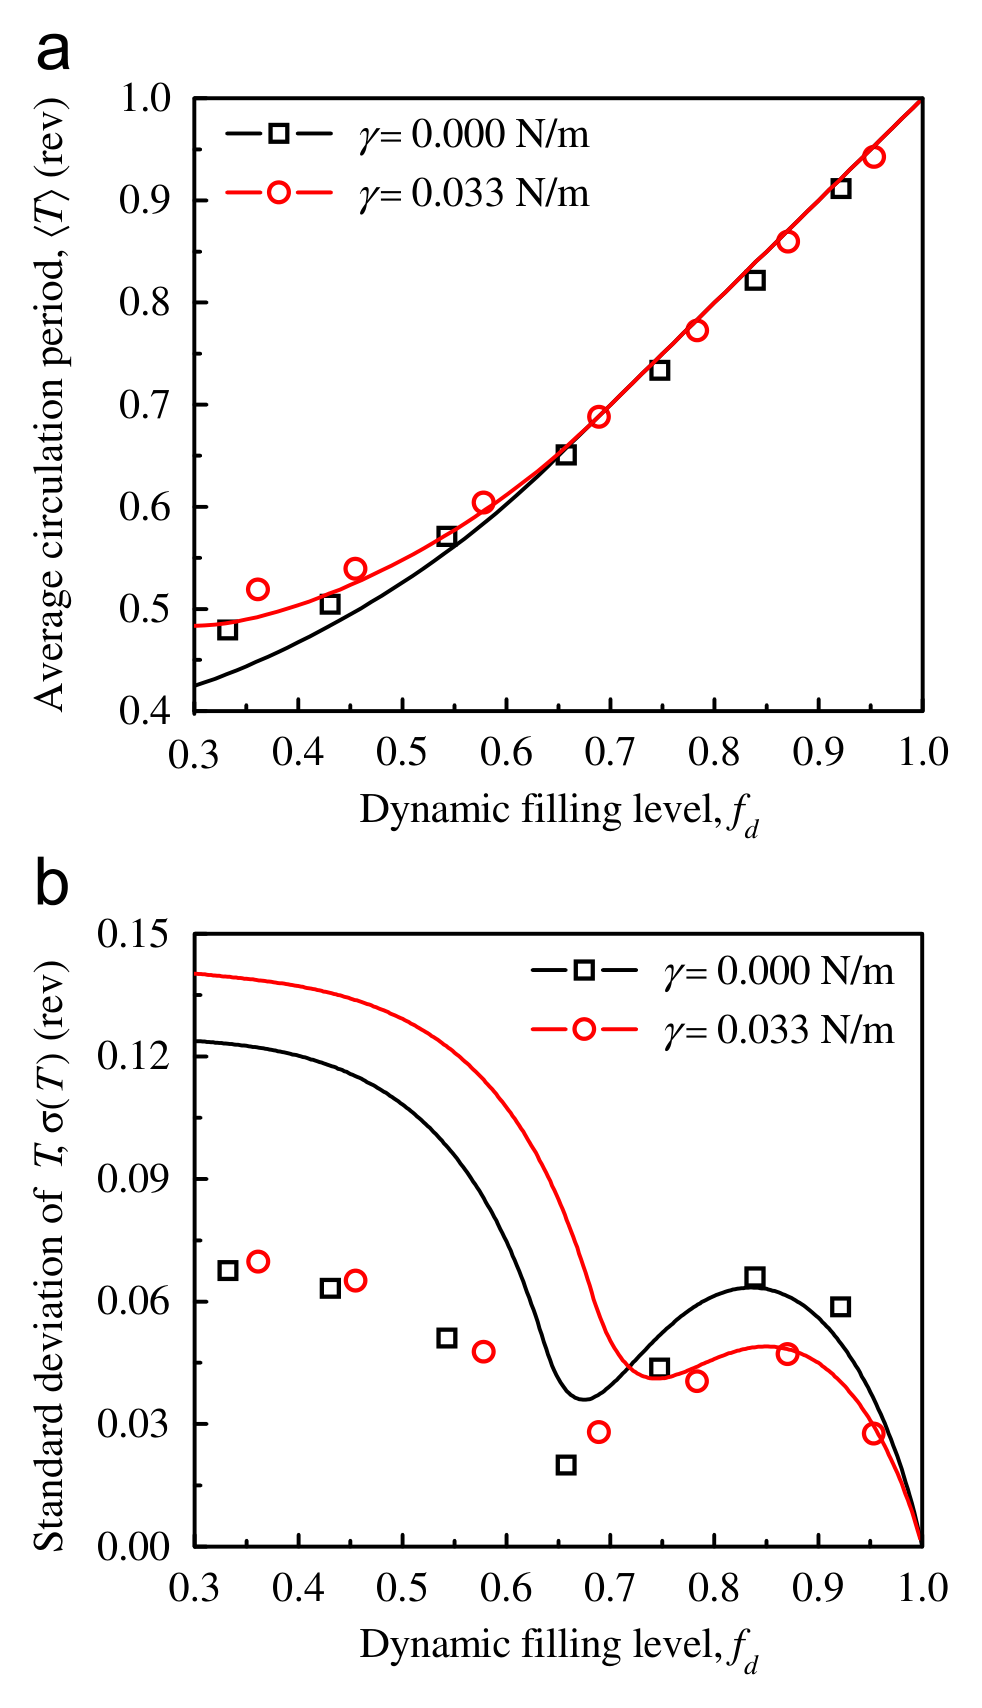 a
Average circulation period, ⟨T⟩ (rev)
1.0
0.9
0.8
0.7
0.6
0.5
0.4
γ= 0.000 N/m
γ= 0.033 N/m
0.3 0.4 0.5 0.6 0.7 0.8 0.9 1.0
Dynamic filling level, f_d
b
Standard deviation of T, σ(T) (rev)
0.15
0.12
0.09
0.06
0.03
0.00
γ= 0.000 N/m
γ= 0.033 N/m
0.3 0.4 0.5 0.6 0.7 0.8 0.9 1.0
Dynamic filling level, f_d